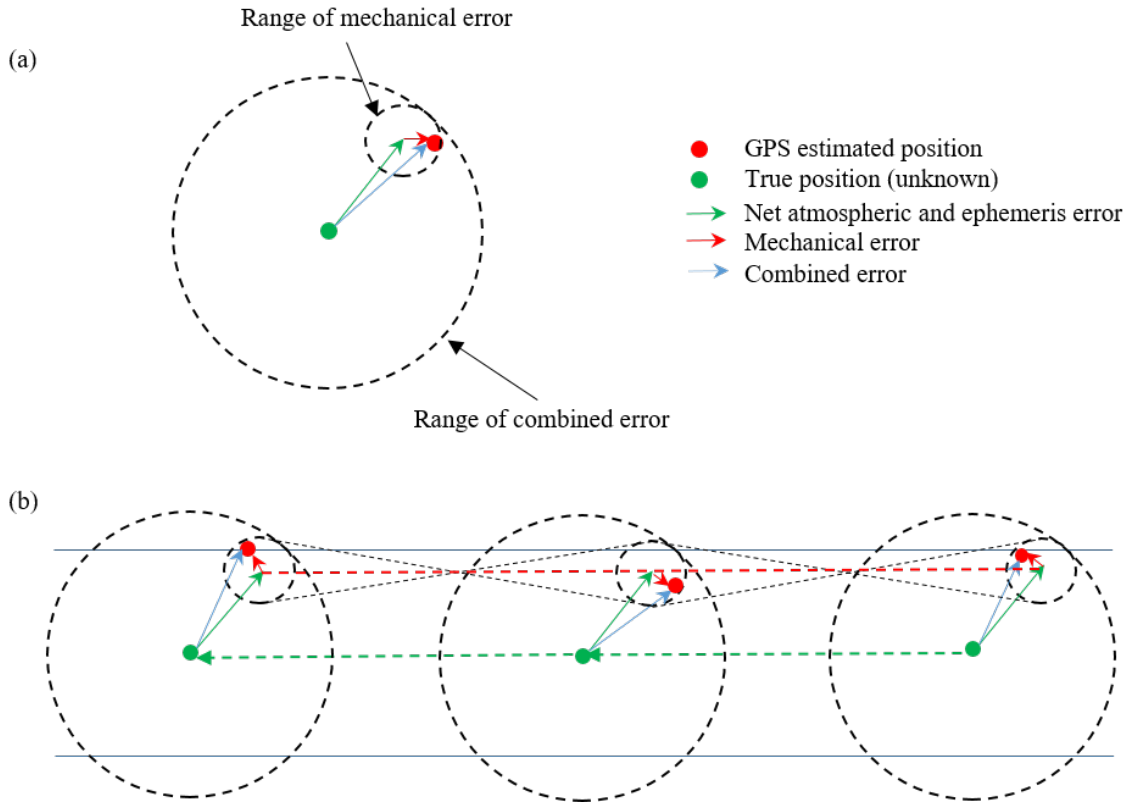 Range of mechanical error
(a)
GPS estimated position
True position (unknown)
Net atmospheric and ephemeris error
Mechanical error
Combined error
Range of combined error
(b)